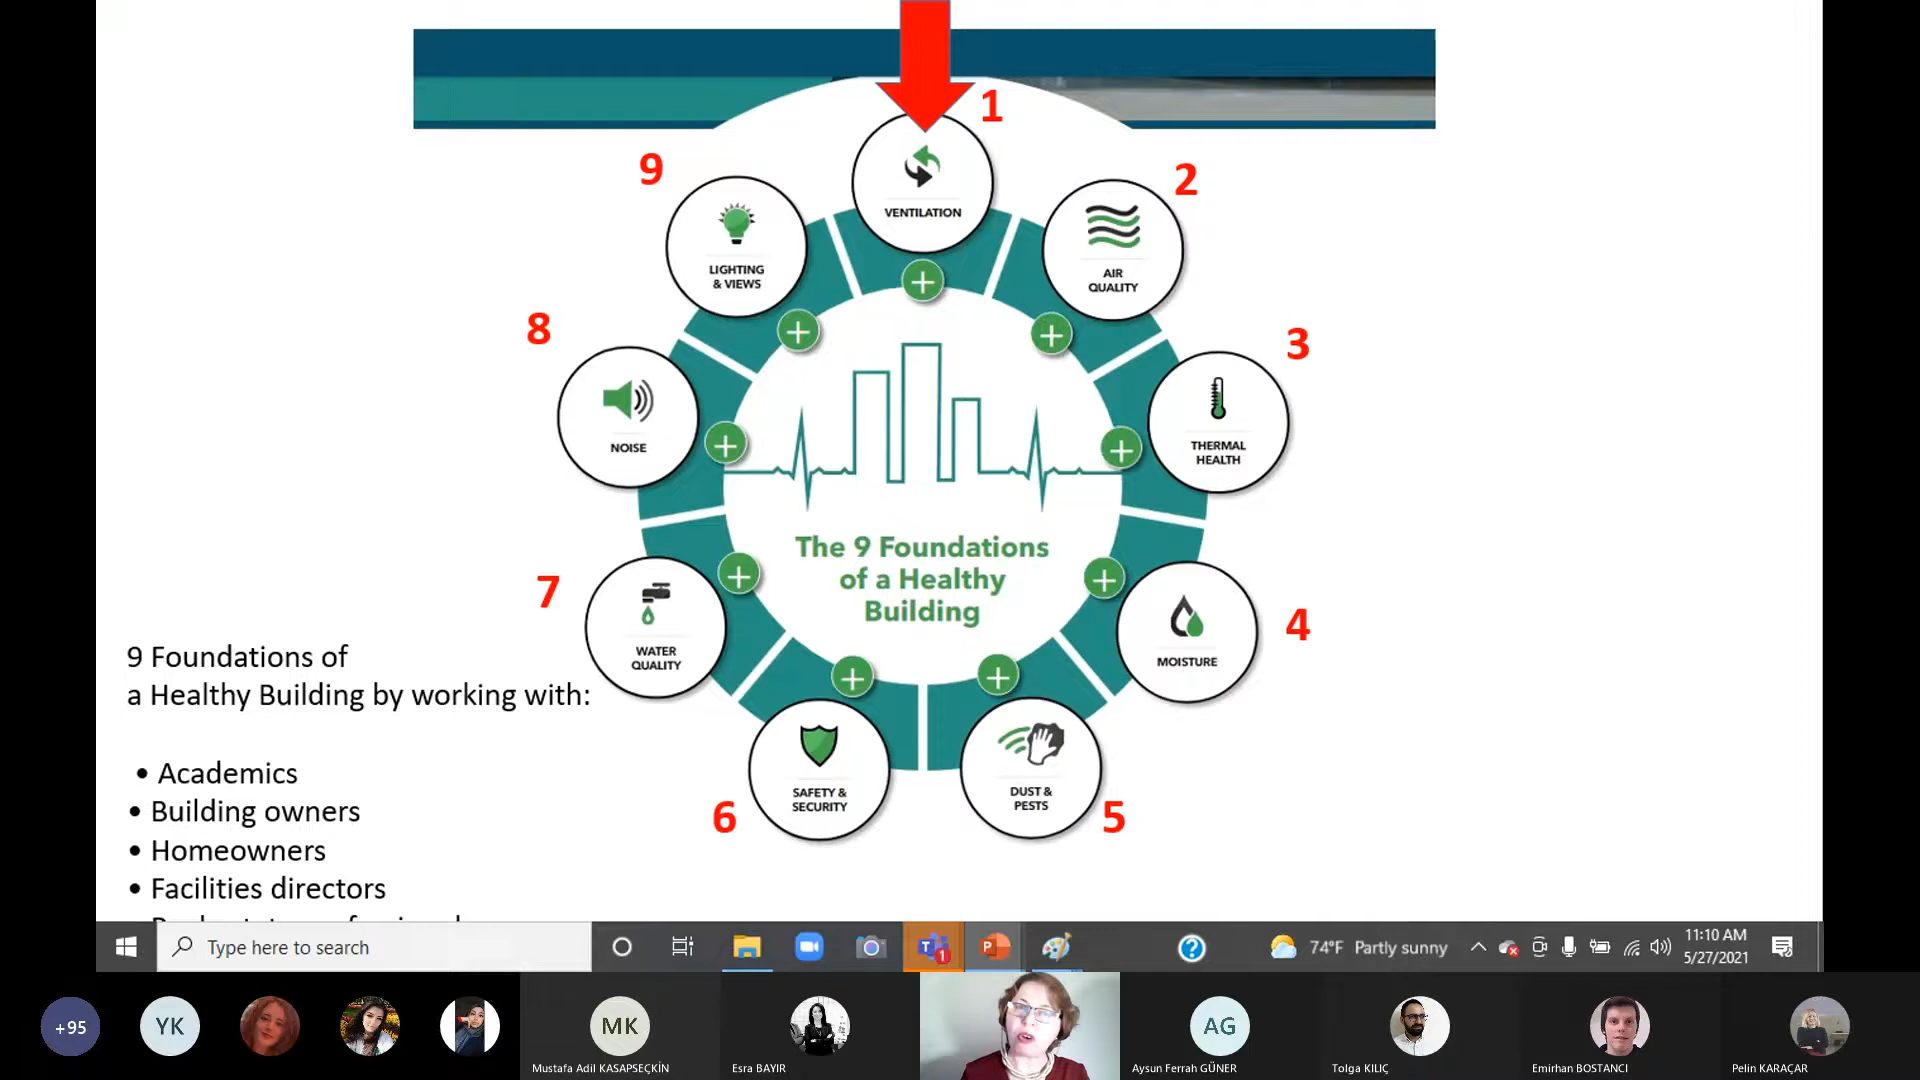 1
VENTILATION
2
AIR
QUALITY
3
THERMAL
HEALTH
4
MOISTURE
5
DUST &
PESTS
6
SAFETY &
SECURITY
7
WATER
QUALITY
8
NOISE
9
LIGHTING
& VIEWS
The 9 Foundations
of a Healthy
Building
9 Foundations of
a Healthy Building by working with:
• Academics
• Building owners
• Homeowners
• Facilities directors
Type here to search
T
1
P
?
74°F Partly sunny
11:10 AM
5/27/2021
+95
YK
MK
Mustafa Adil KASAPSEÇKİN
Esra BAYIR
AG
Aysun Ferrah GÜNER
Tolga KILIÇ
Emirhan BOSTANCI
Pelin KARAÇAR